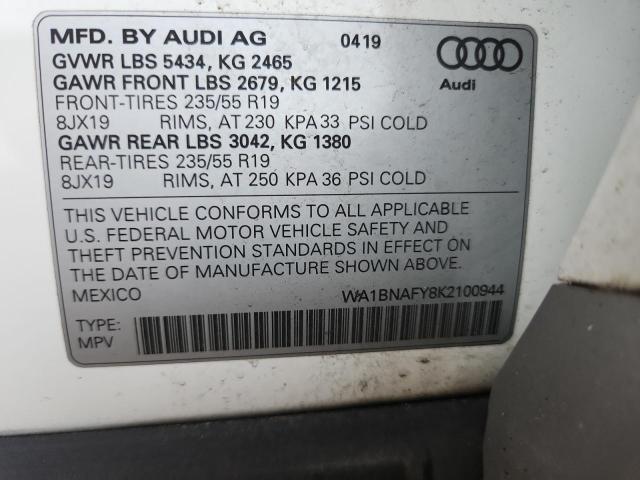 MFD. BY AUDI AG 0419
GVWR LBS 5434, KG 2465
GAWR FRONT LBS 2679, KG 1215
Audi
FRONT-TIRES 235/55 R19
8JX19 RIMS, AT 230 KPA 33 PSI COLD
GAWR REAR LBS 3042, KG 1380
REAR-TIRES 235/55 R19
8JX19 RIMS, AT 250 KPA 36 PSI COLD
THIS VEHICLE CONFORMS TO ALL APPLICABLE
U.S. FEDERAL MOTOR VEHICLE SAFETY AND
THEFT PREVENTION STANDARDS IN EFFECT ON
THE DATE OF MANUFACTURE SHOWN ABOVE.
MEXICO WA1BNAFY8K2100944
TYPE:
MPV